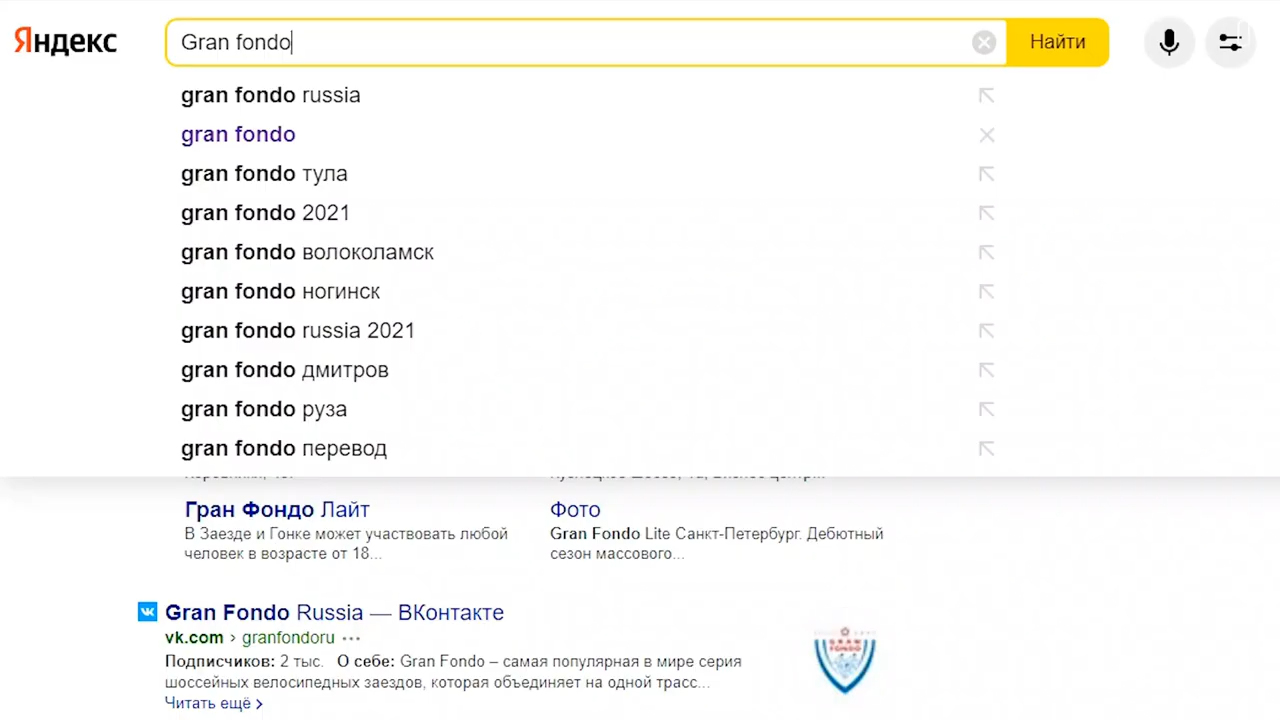 Яндекс
Gran fondo
Найти
gran fondo russia
gran fondo
gran fondo тула
gran fondo 2021
gran fondo волоколамск
gran fondo ногинск
gran fondo russia 2021
gran fondo дмитров
gran fondo руза
gran fondo перевод
Гран Фондо Лайт
В Заезде и Гонке может участвовать любой
человек в возрасте от 18...
Фото
Gran Fondo Lite Санкт-Петербург. Дебютный
сезон массового...
Gran Fondo Russia — ВКонтакте
vk.com › granfondoru
Подписчиков: 2 тыс. О себе: Gran Fondo – самая популярная в мире серия
шоссейных велосипедных заездов, которая объединяет на одной трасс...
Читать ещё ›
GRAN
FONDO